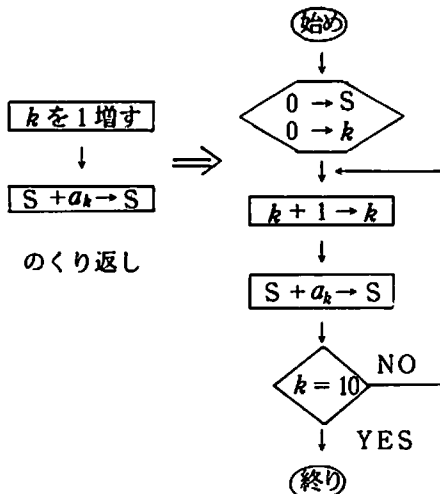 kを1増す
S+aₖ→S
のくり返し
始め
0→S
0→k
k+1→k
S+aₖ→S
k=10
NO
YES
終り